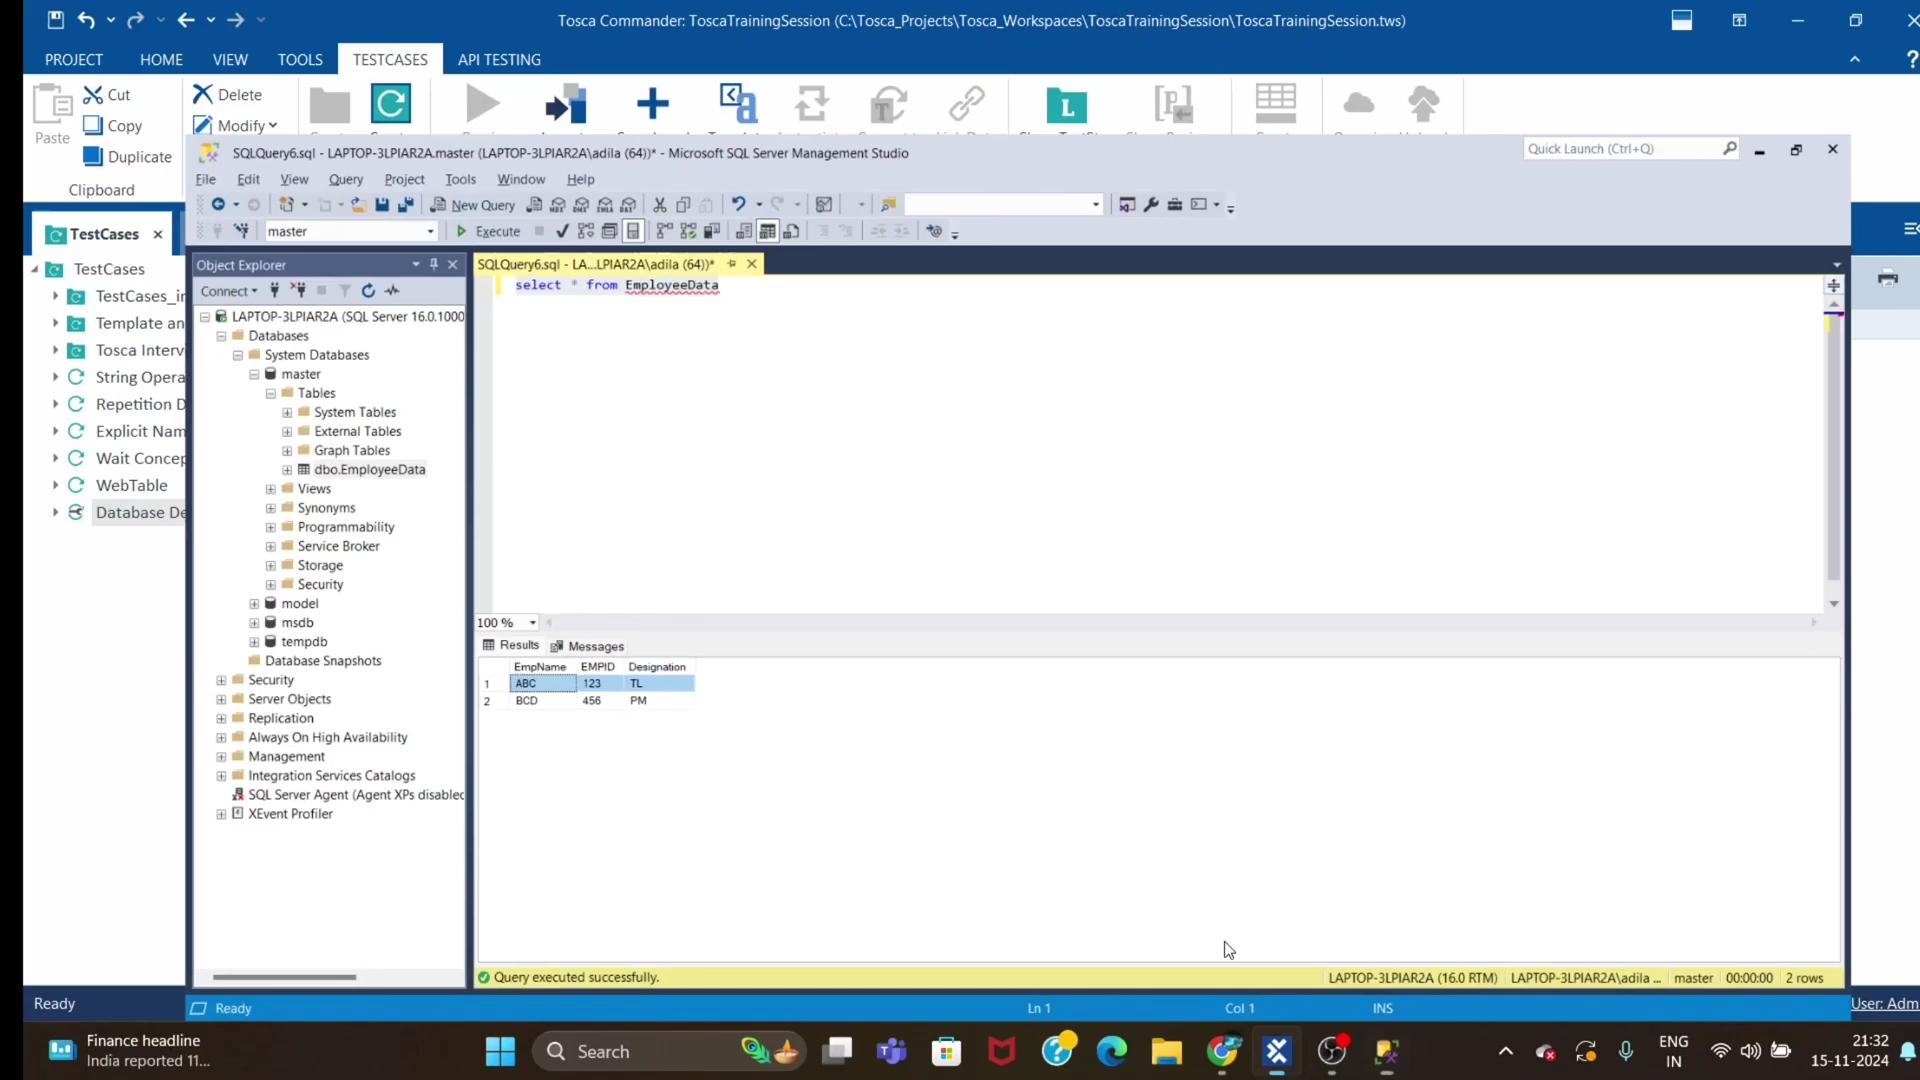 Tosca Commander: ToscaTrainingSession (C:\Tosca_Projects\Tosca_Workspaces\ToscaTrainingSession\ToscaTrainingSession.tws)
PROJECT HOME VIEW TOOLS TESTCASES API TESTING
Paste
Cut
Copy
Duplicate
Clipboard
Delete
Modify
TestCases
TestCases
TestCases_in
Template an
Tosca Interv
String Opera
Repetition D
Explicit Nam
Wait Concep
WebTable
Database De
SQLQuery6.sql - LAPTOP-3LPIAR2A.master (LAPTOP-3LPIAR2A\adila (64))* - Microsoft SQL Server Management Studio
Quick Launch (Ctrl+Q)
File Edit View Query Project Tools Window Help
New Query
master
Execute
Object Explorer
Connect
LAPTOP-3LPIAR2A (SQL Server 16.0.1000
Databases
System Databases
master
Tables
System Tables
External Tables
Graph Tables
dbo.EmployeeData
Views
Synonyms
Programmability
Service Broker
Storage
Security
model
msdb
tempdb
Database Snapshots
Security
Server Objects
Replication
Always On High Availability
Management
Integration Services Catalogs
SQL Server Agent (Agent XPs disabled
XEvent Profiler
SQLQuery6.sql - LA...LPIAR2A\adila (64))*
select * from EmployeeData
100 %
Results Messages
EmpName EMPID Designation
1 ABC 123 TL
2 BCD 456 PM
Query executed successfully.
LAPTOP-3LPIAR2A (16.0 RTM) LAPTOP-3LPIAR2A\adila ... master 00:00:00 2 rows
Ready
Ready
Ln 1
Col 1
INS
User: Adm
Finance headline
India reported 11...
Search
ENG
IN
21:32
15-11-2024